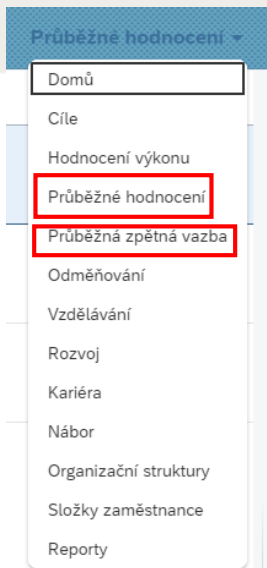 Průběžné hodnocení
Domů
Cíle
Hodnocení výkonu
Průběžné hodnocení
Průběžná zpětná vazba
Odměňování
Vzdělávání
Rozvoj
Kariéra
Nábor
Organizační struktury
Složky zaměstnance
Reporty